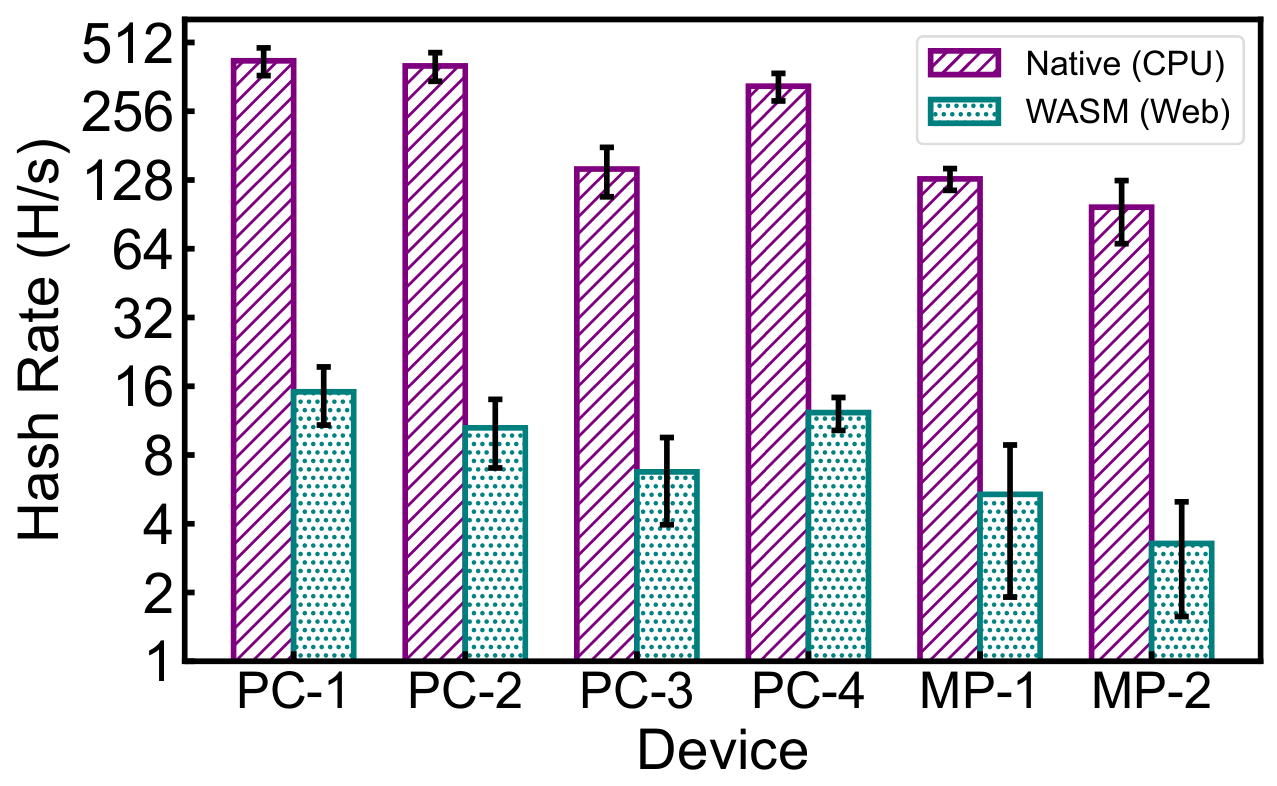 Hash Rate (H/s)
512
256
128
64
32
16
8
4
2
1
Native (CPU)
WASM (Web)
PC-1 PC-2 PC-3 PC-4 MP-1 MP-2
Device